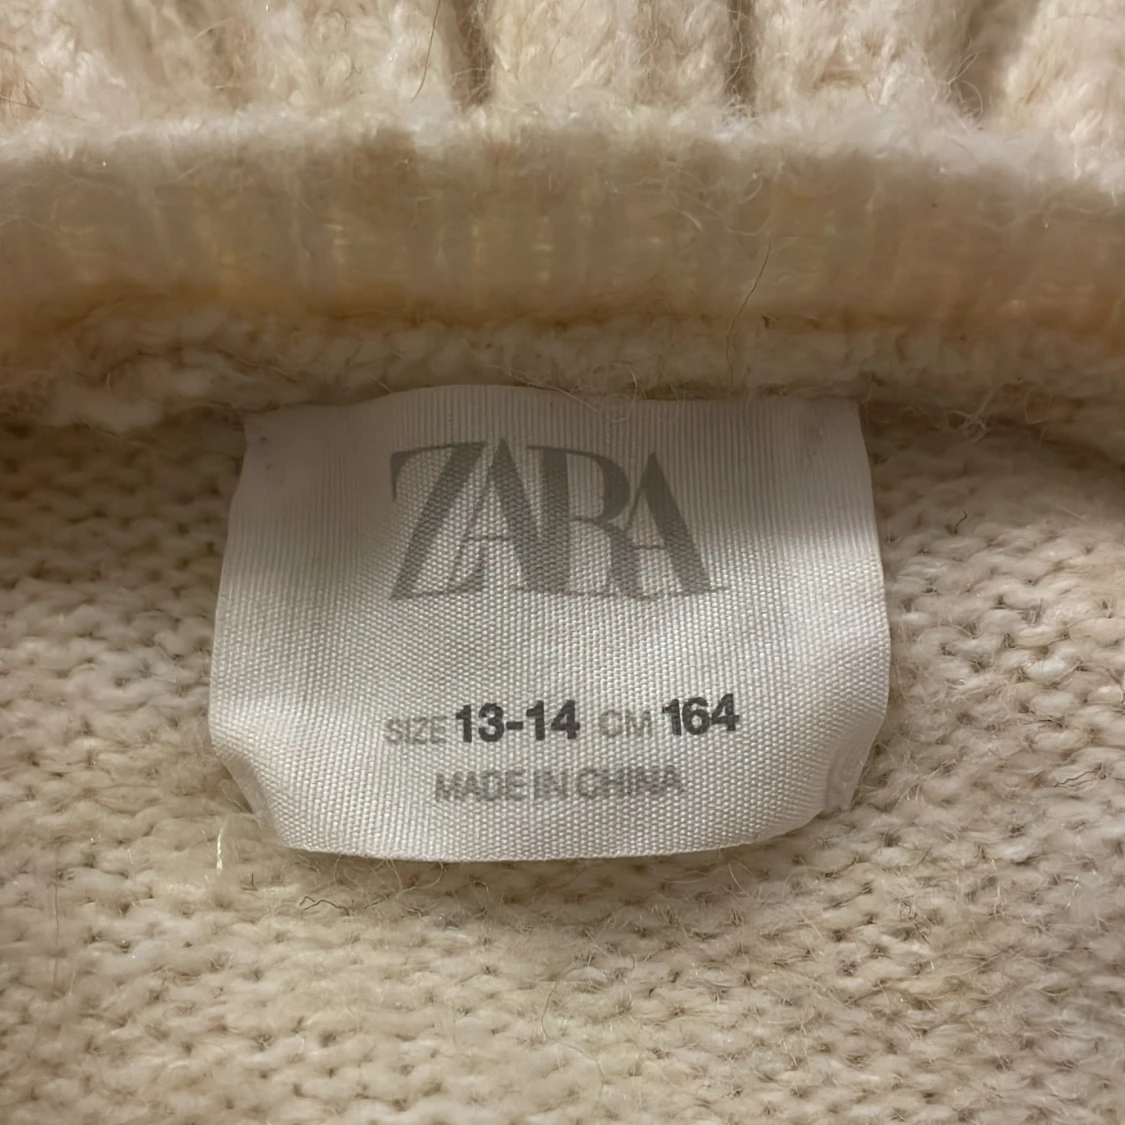 ZARA
SIZE 13-14 CM 164
MADE IN CHINA